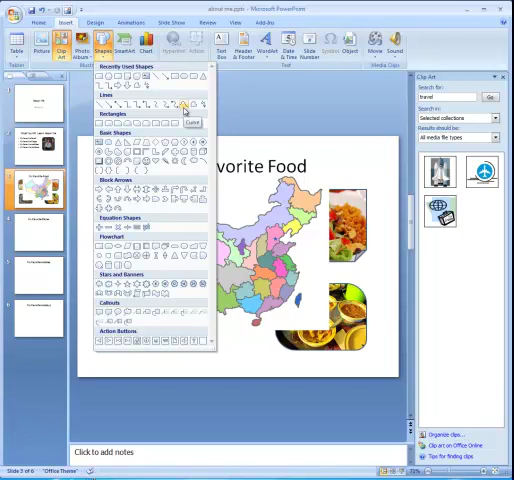 about me.pptx - Microsoft PowerPoint
Home Insert Design Animations Slide Show Review View Add-Ins
Table Picture Clip Art Photo Album Shapes SmartArt Chart Hyperlink Action Text Box Header & Footer WordArt Date & Time Slide Number Symbol Object Movie Sound
Tables Text Media Clips
Recently Used Shapes
Lines
Curve
Rectangles
Basic Shapes
Block Arrows
Equation Shapes
Flowchart
Stars and Banners
Callouts
Action Buttons
vorite Food
Clip Art
Search for:
travel
Go
Search in:
Selected collections
Results should be:
All media file types
Organize clips...
Clip art on Office Online
Tips for finding clips
Click to add notes
Slide 3 of 6 "Office Theme" 71%